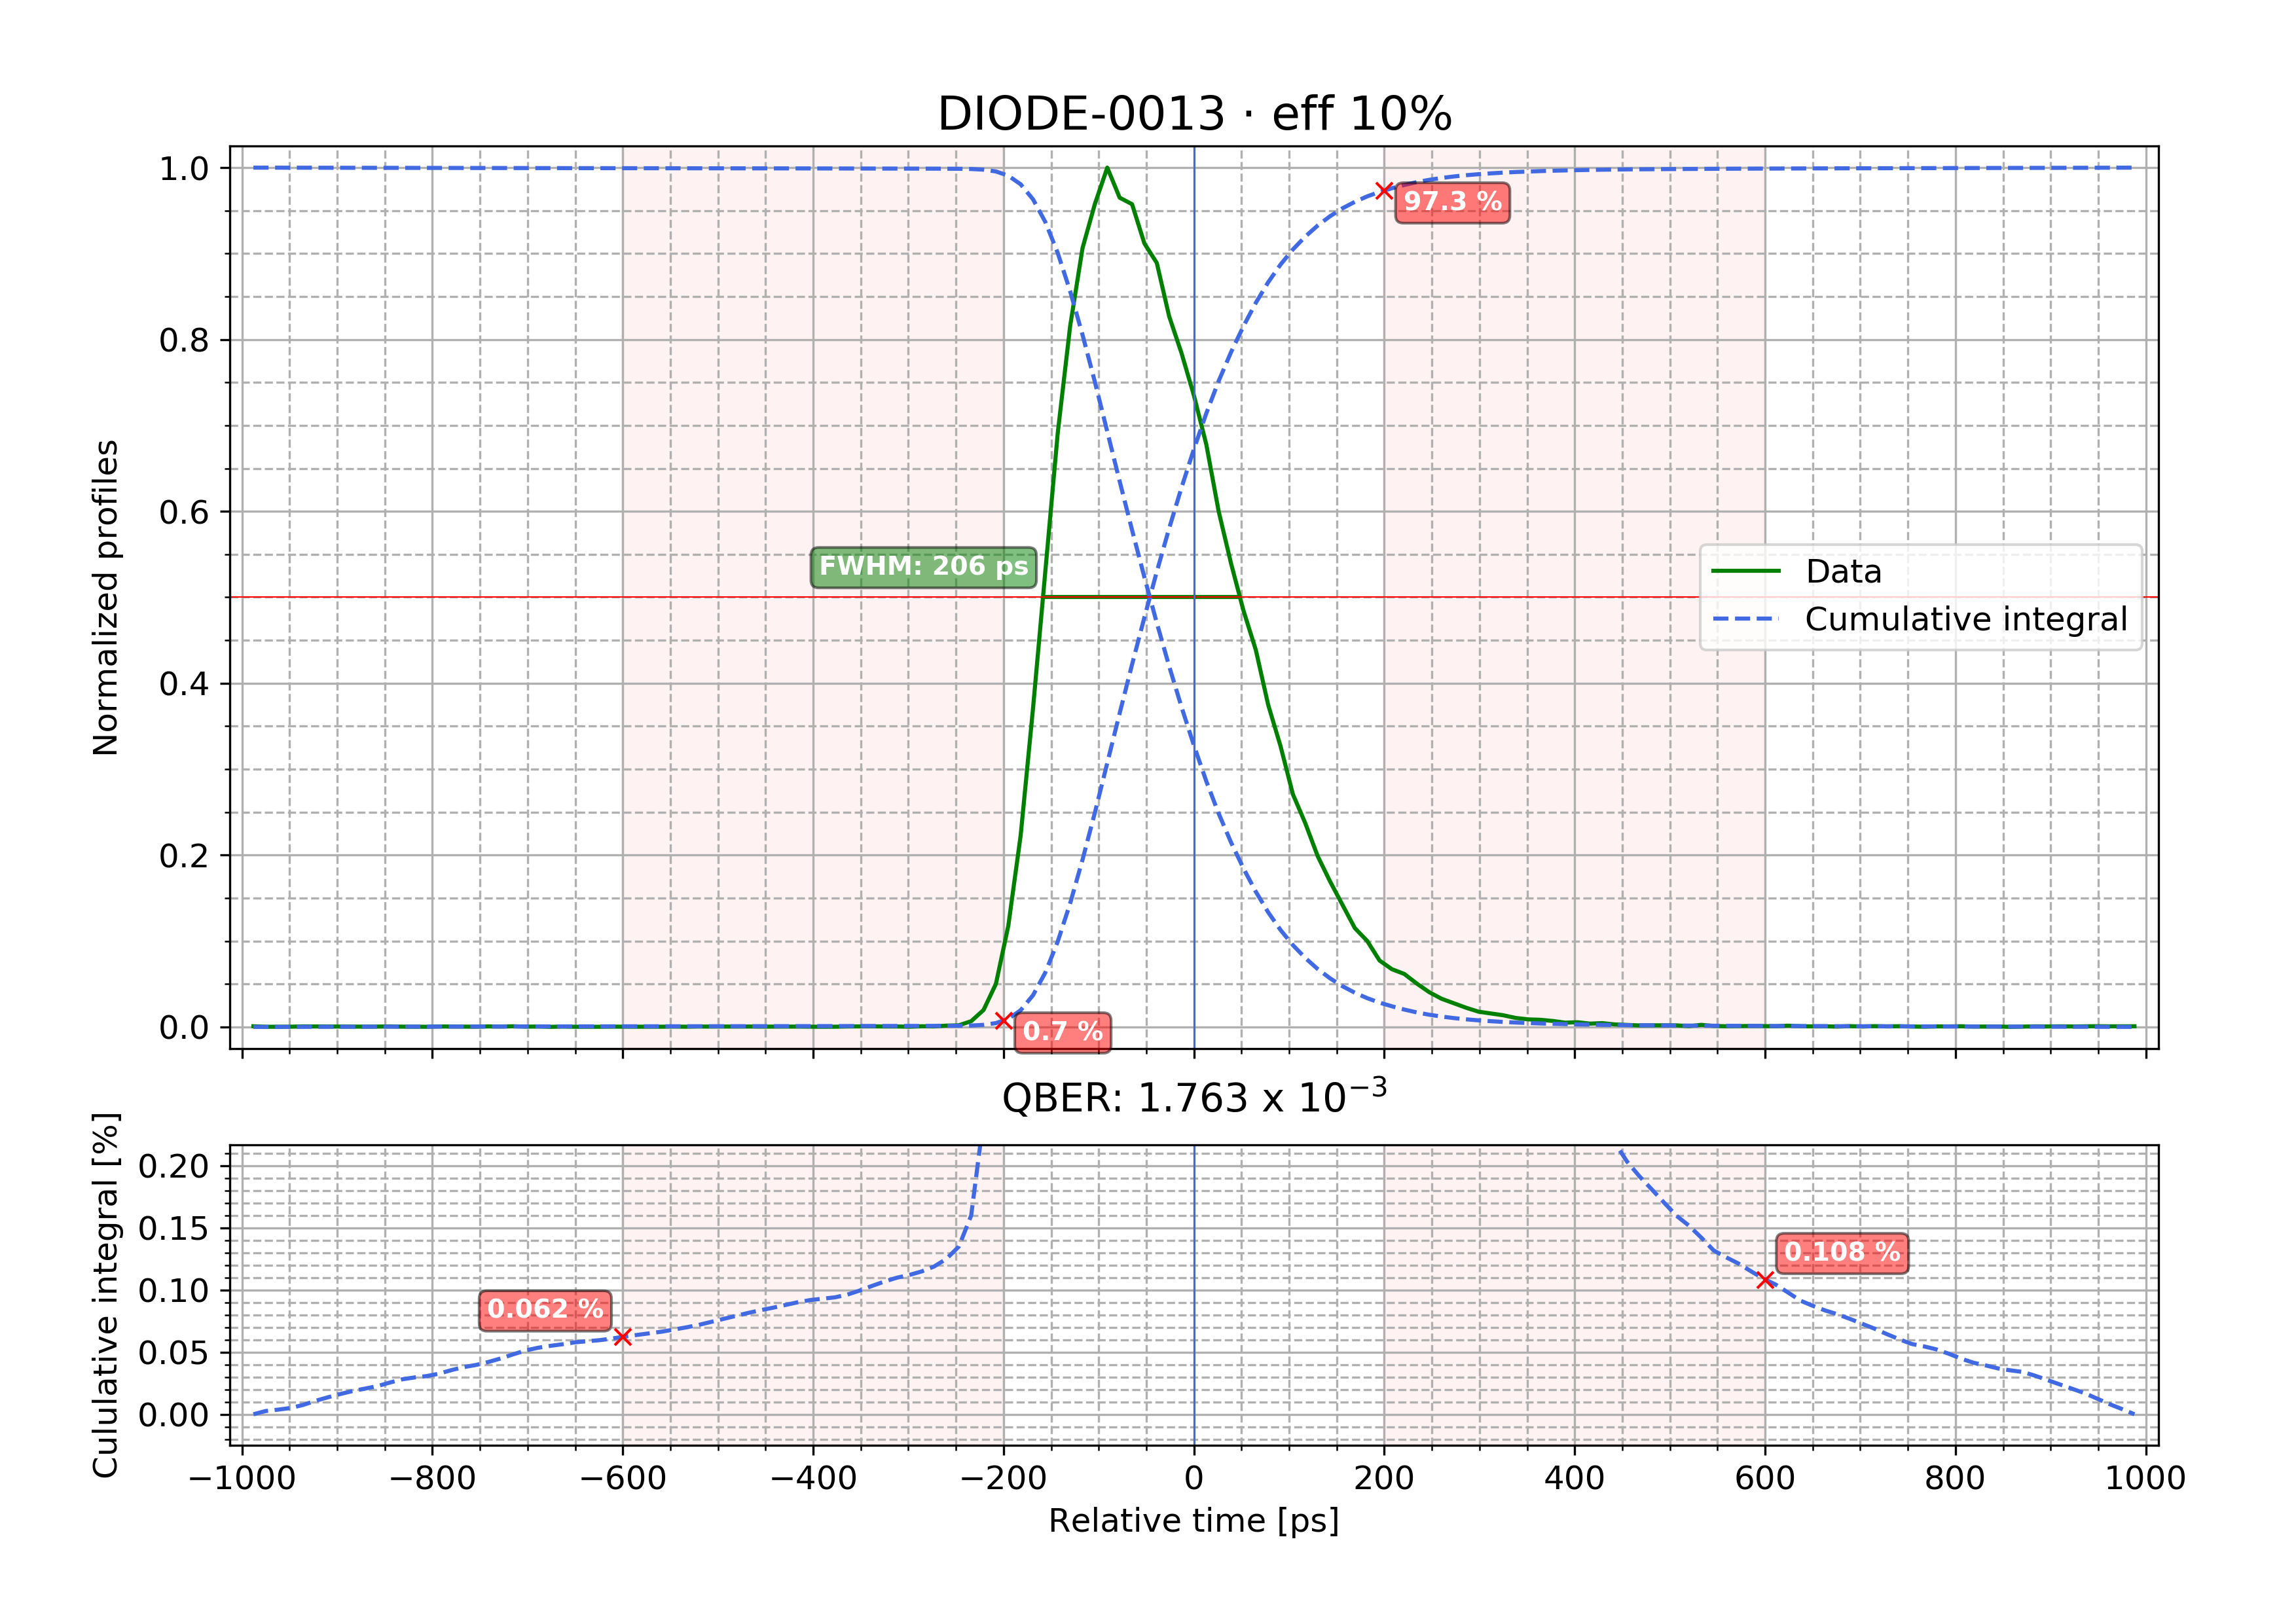 DIODE-0013 · eff 10%
Normalized profiles
1.0
0.8
0.6
0.4
0.2
0.0
97.3 %
FWHM: 206 ps
Data
Cumulative integral
0.7 %
QBER: 1.763 x 10⁻³
Culululative integral [%]
0.20
0.15
0.10
0.05
0.00
0.062 %
0.108 %
−1000 −800 −600 −400 −200 0 200 400 600 800 1000
Relative time [ps]